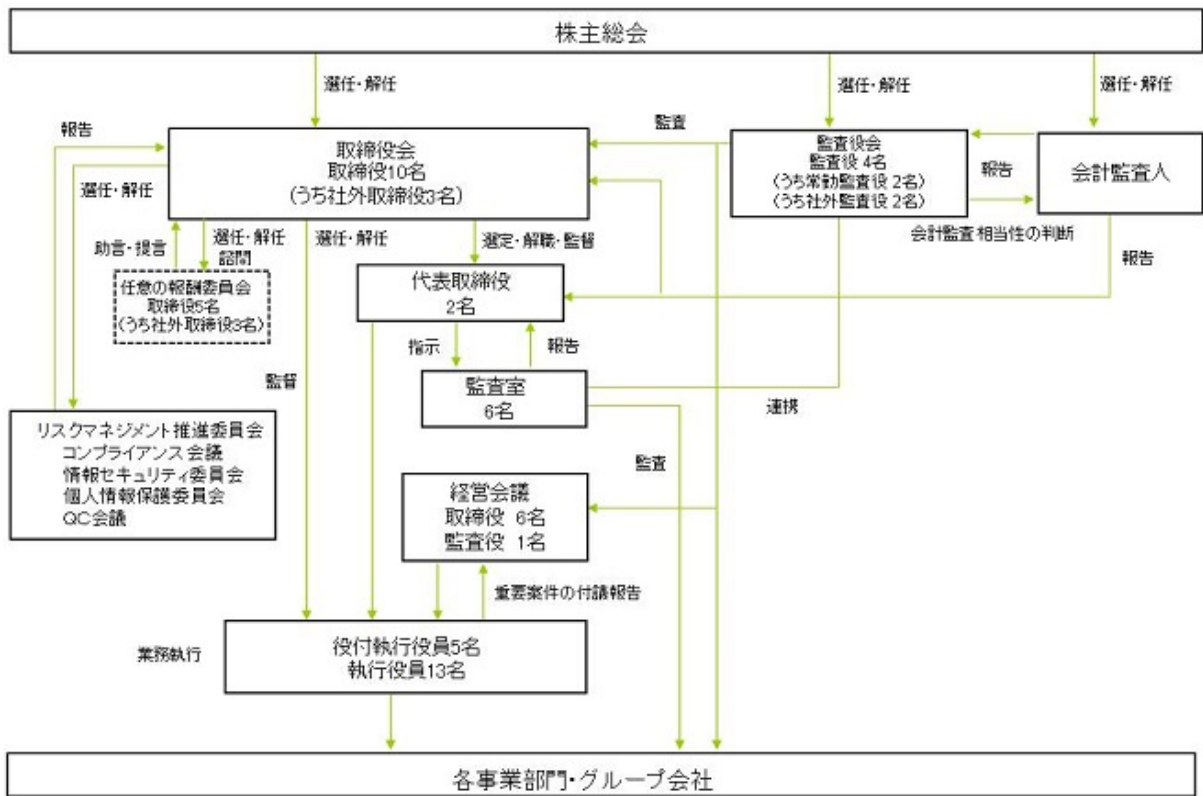 株主総会
選任・解任
選任・解任
選任・解任
報告
監査
取締役会
取締役10名
(うち社外取締役3名)
監査役会
監査役 4名
(うち常勤監査役 2名)
(うち社外監査役 2名)
報告
会計監査人
選任・解任
会計監査相当性の判断
助言・提言
選任・解任
諮問
選任・解任
選定・解職・監督
報告
任意の報酬委員会
取締役5名
(うち社外取締役3名)
代表取締役
2名
指示
報告
監督
監査室
6名
連携
リスクマネジメント推進委員会
コンプライアンス会議
情報セキュリティ委員会
個人情報保護委員会
QC会議
監査
経営会議
取締役 6名
監査役 1名
重要案件の付議報告
業務執行
役付執行役員5名
執行役員13名
各事業部門・グループ会社